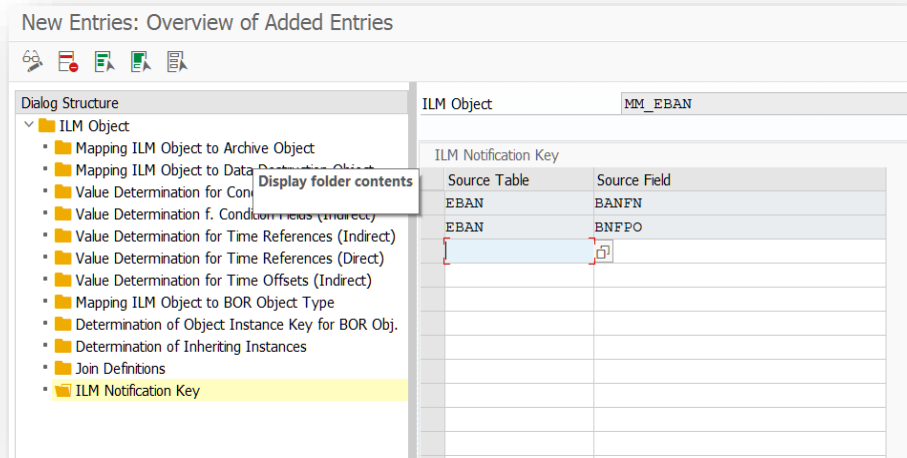 New Entries: Overview of Added Entries
Dialog Structure
ILM Object
Mapping ILM Object to Archive Object
Mapping ILM Object to Data Destruction Object
Value Determination for Con
Display folder contents
Value Determination f. Condition Fields (Indirect)
Value Determination for Time References (Indirect)
Value Determination for Time References (Direct)
Value Determination for Time Offsets (Indirect)
Mapping ILM Object to BOR Object Type
Determination of Object Instance Key for BOR Obj.
Determination of Inheriting Instances
Join Definitions
ILM Notification Key
ILM Object MM_EBAN
ILM Notification Key
Source Table Source Field
EBAN BANFN
EBAN BNFPO